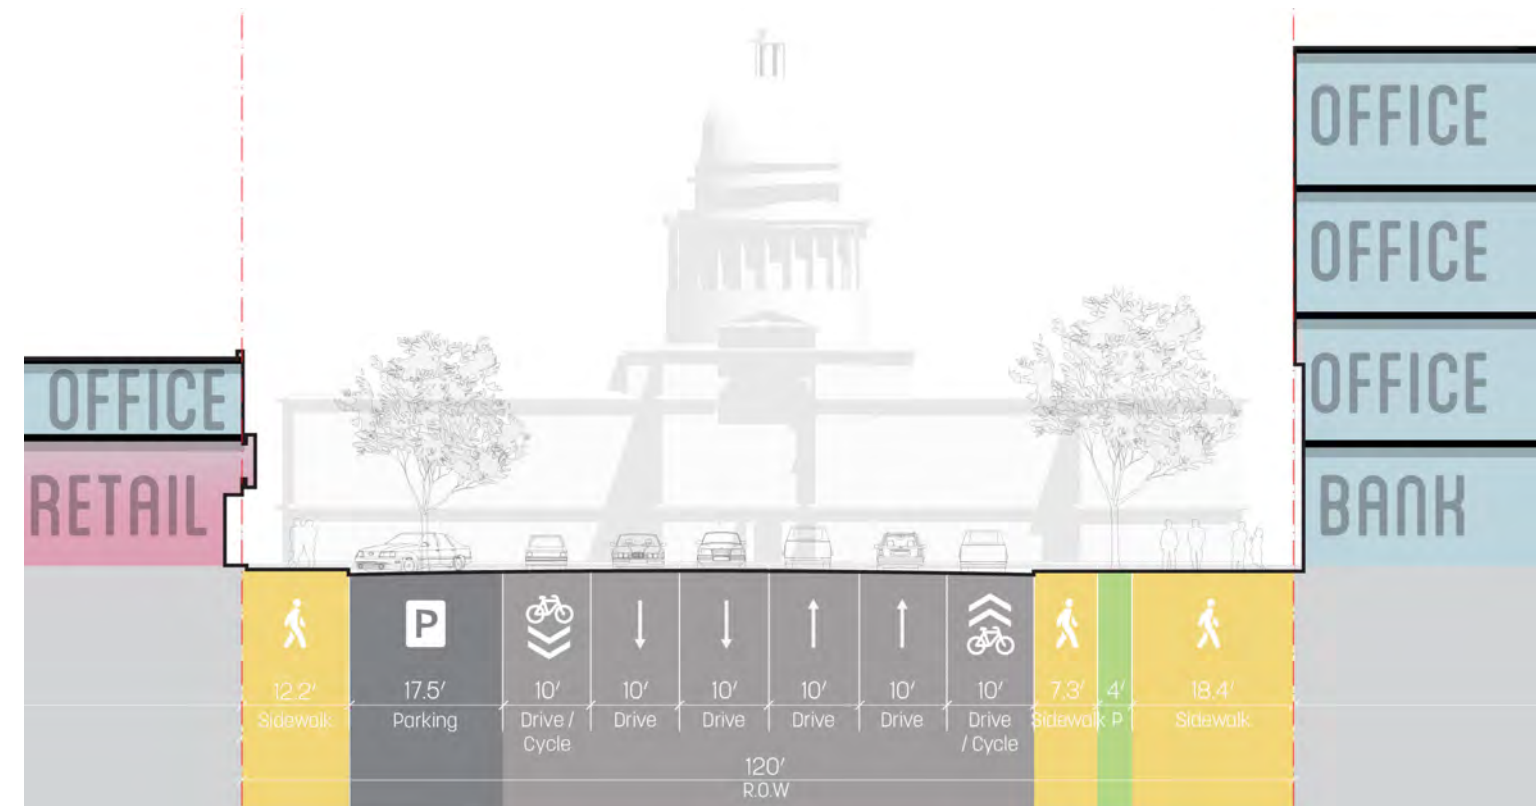 OFFICE
OFFICE
OFFICE
OFFICE
RETAIL
BANK
P
12.2' 17.5' 10' 10' 10' 10' 10' 10' 7.3' 4' 18.4'
Sidewalk Parking Drive / Drive Drive Drive Drive Drive Sidewalk P Sidewalk
Cycle / Cycle
120'
R.O.W